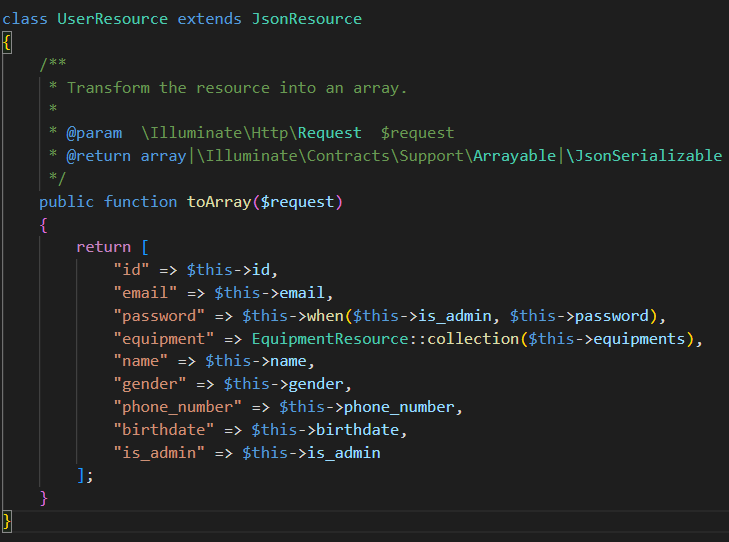 class UserResource extends JsonResource
{
    /**
     * Transform the resource into an array.
     *
     * @param  \Illuminate\Http\Request  $request
     * @return array|\Illuminate\Contracts\Support\Arrayable|\JsonSerializable
     */
    public function toArray($request)
    {
        return [
            "id" => $this->id,
            "email" => $this->email,
            "password" => $this->when($this->is_admin, $this->password),
            "equipment" => EquipmentResource::collection($this->equipments),
            "name" => $this->name,
            "gender" => $this->gender,
            "phone_number" => $this->phone_number,
            "birthdate" => $this->birthdate,
            "is_admin" => $this->is_admin
        ];
    }
}